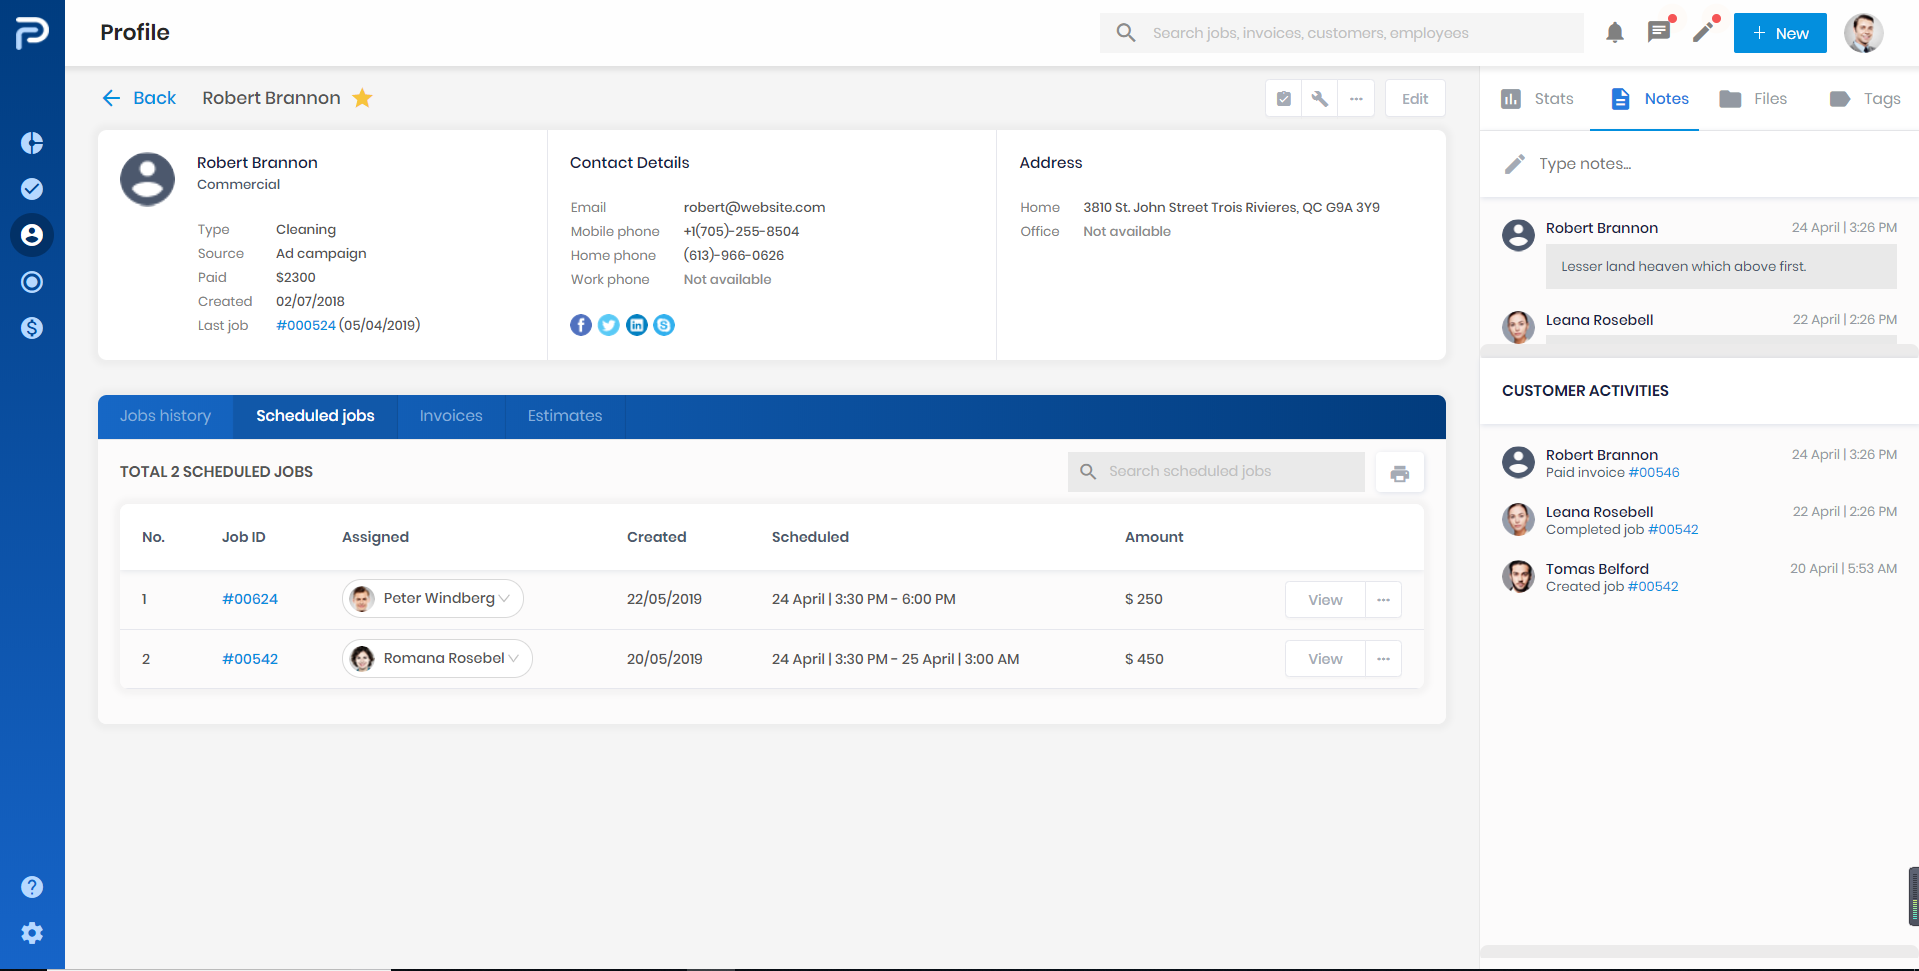 Profile
Search jobs, invoices, customers, employees
+ New
Back
Robert Brannon
Edit
Robert Brannon
Commercial
Type Cleaning
Source Ad campaign
Paid $2300
Created 02/07/2018
Last job #000524 (05/04/2019)
Contact Details
Email robert@website.com
Mobile phone +1(705)-255-8504
Home phone (613)-966-0626
Work phone Not available
Address
Home 3810 St. John Street Trois Rivieres, QC G9A 3Y9
Office Not available
Jobs history Scheduled jobs Invoices Estimates
TOTAL 2 SCHEDULED JOBS
Search scheduled jobs
No. Job ID Assigned Created Scheduled Amount
1 #00624 Peter Windberg 22/05/2019 24 April | 3:30 PM - 6:00 PM $ 250 View
2 #00542 Romana Rosebel 20/05/2019 24 April | 3:30 PM - 25 April | 3:00 AM $ 450 View
Stats Notes Files Tags
Type notes...
Robert Brannon 24 April | 3:26 PM
Lesser land heaven which above first.
Leana Rosebell 22 April | 2:26 PM
CUSTOMER ACTIVITIES
Robert Brannon 24 April | 3:26 PM
Paid invoice #00546
Leana Rosebell 22 April | 2:26 PM
Completed job #00542
Tomas Belford 20 April | 5:53 AM
Created job #00542